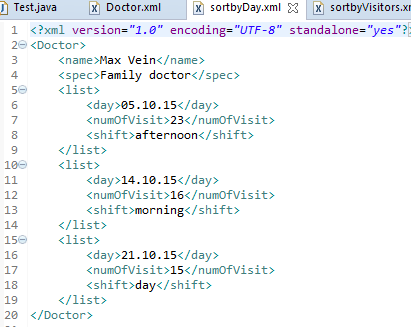 Test.java Doctor.xml sortbyDay.xml sortbyVisitors.xm
1 <?xml version="1.0" encoding="UTF-8" standalone="yes"?
2 <Doctor>
3 <name>Max Vein</name>
4 <spec>Family doctor</spec>
5 <list>
6 <day>05.10.15</day>
7 <numOfVisit>23</numOfVisit>
8 <shift>afternoon</shift>
9 </list>
10 <list>
11 <day>14.10.15</day>
12 <numOfVisit>16</numOfVisit>
13 <shift>morning</shift>
14 </list>
15 <list>
16 <day>21.10.15</day>
17 <numOfVisit>15</numOfVisit>
18 <shift>day</shift>
19 </list>
20 </Doctor>